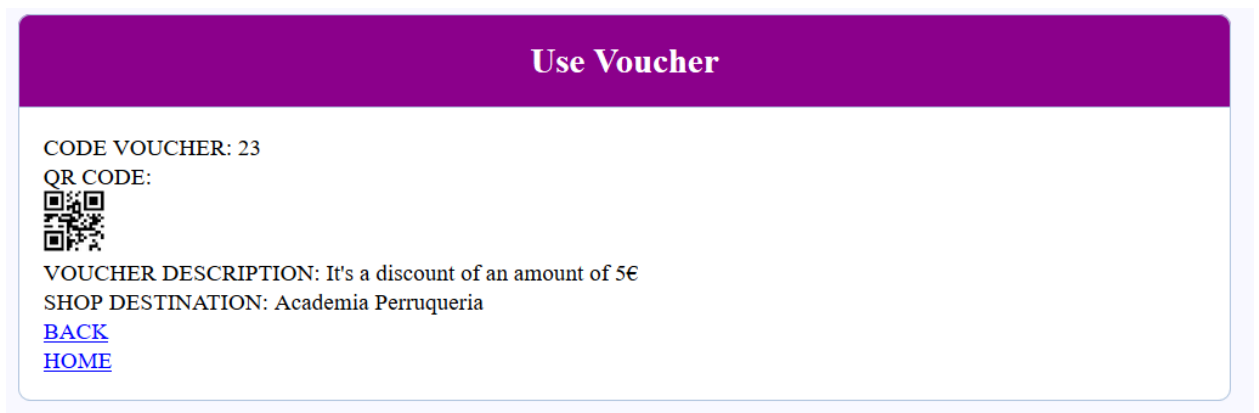 Use Voucher
CODE VOUCHER: 23
QR CODE:
VOUCHER DESCRIPTION: It's a discount of an amount of 5€
SHOP DESTINATION: Academia Perruqueria
BACK
HOME